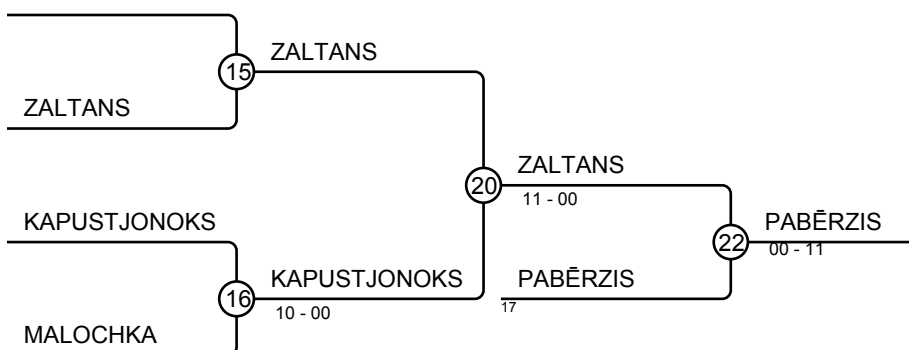 ZALTANS
15
ZALTANS
ZALTANS
20
11 - 00
KAPUSTJONOKS
PABĒRZIS
22
00 - 11
KAPUSTJONOKS
PABĒRZIS
16
10 - 00
17
MALOCHKA